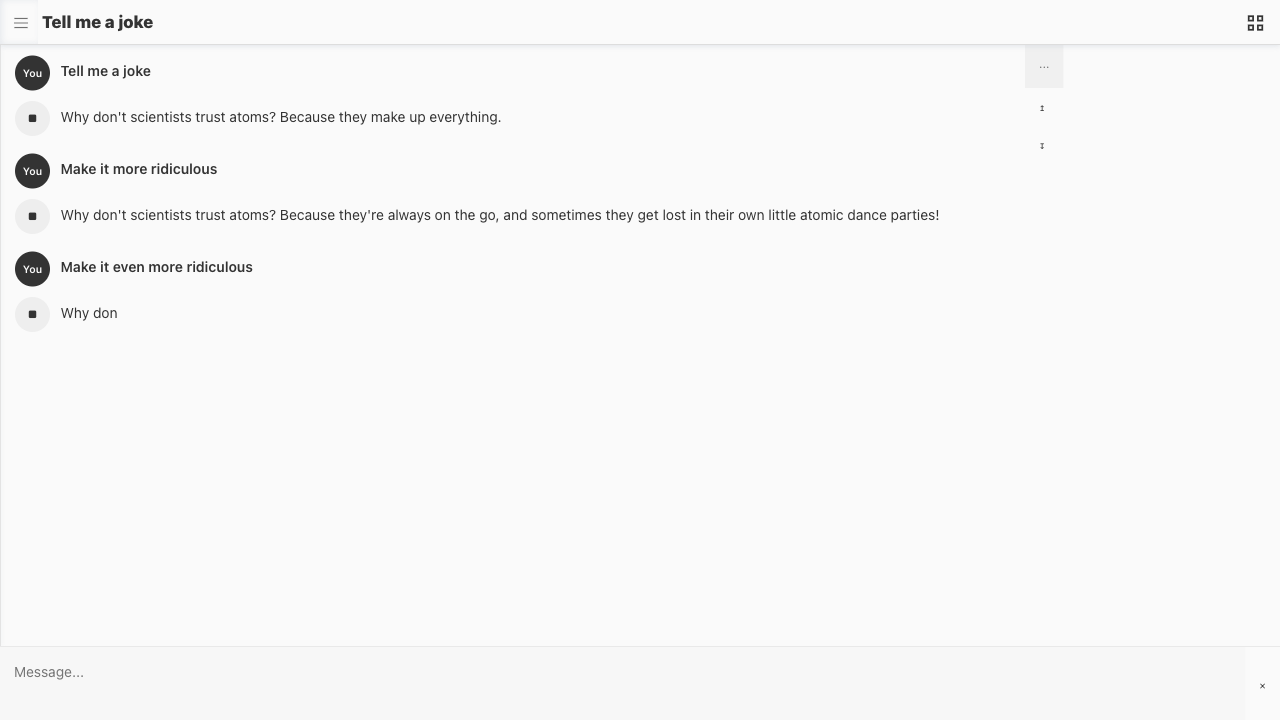 Tell me a joke
You
Tell me a joke
...
Why don't scientists trust atoms? Because they make up everything.
You
Make it more ridiculous
Why don't scientists trust atoms? Because they're always on the go, and sometimes they get lost in their own little atomic dance parties!
You
Make it even more ridiculous
Why don
Message...